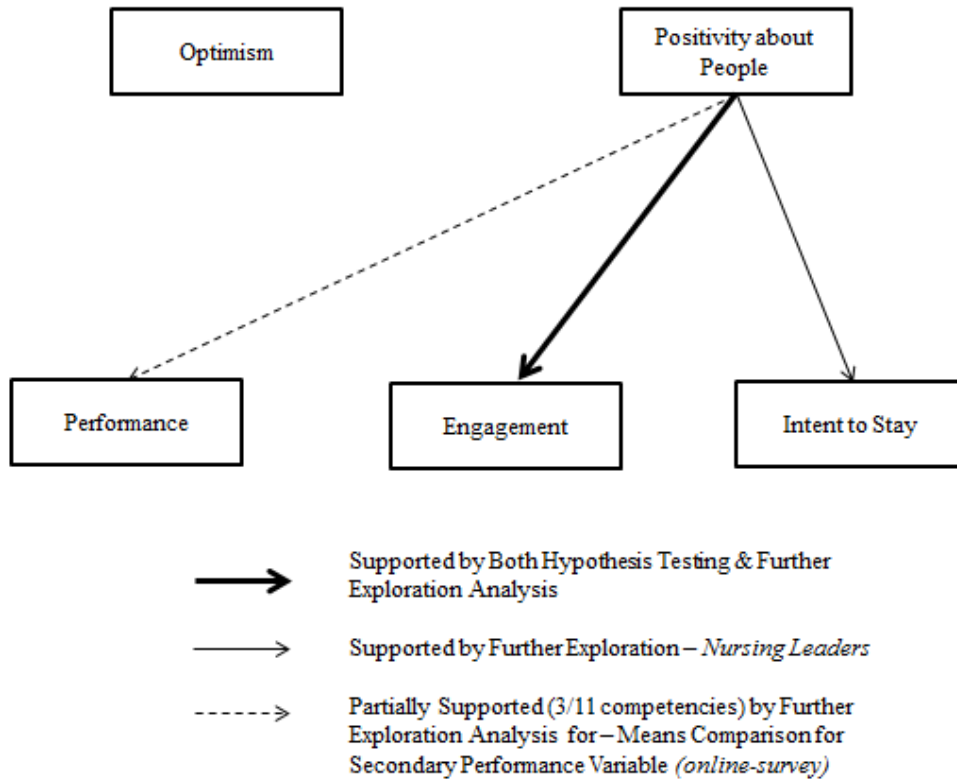 Optimism
Positivity about
People
Performance
Engagement
Intent to Stay
Supported by Both Hypothesis Testing & Further
Exploration Analysis
Supported by Further Exploration – Nursing Leaders
Partially Supported (3/11 competencies) by Further
Exploration Analysis for – Means Comparison for
Secondary Performance Variable (online-survey)